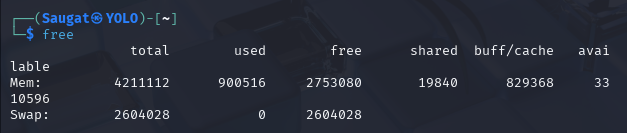 ┌──(Saugat㉿YOLO)-[~]
└─$ free
               total        used        free      shared  buff/cache   avai
lable
Mem:         4211112      900516     2753080       19840      829368      33
10596
Swap:        2604028           0     2604028